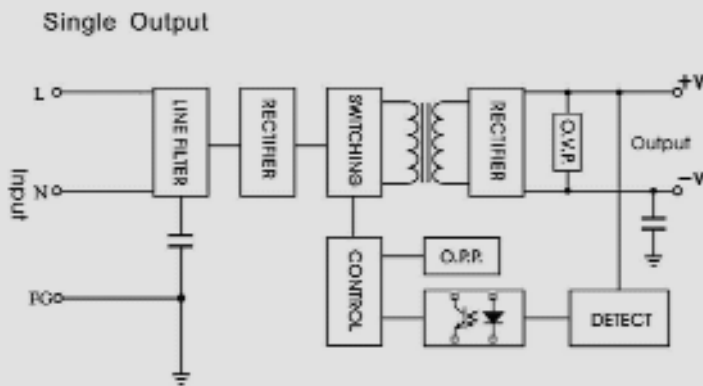 Single Output
L
LINE FILTER
RECTIFIER
SWITCHING
RECTIFIER
+V
O.V.P.
Output
-V
Input
N
CONTROL
O.P.P.
FG
DETECT